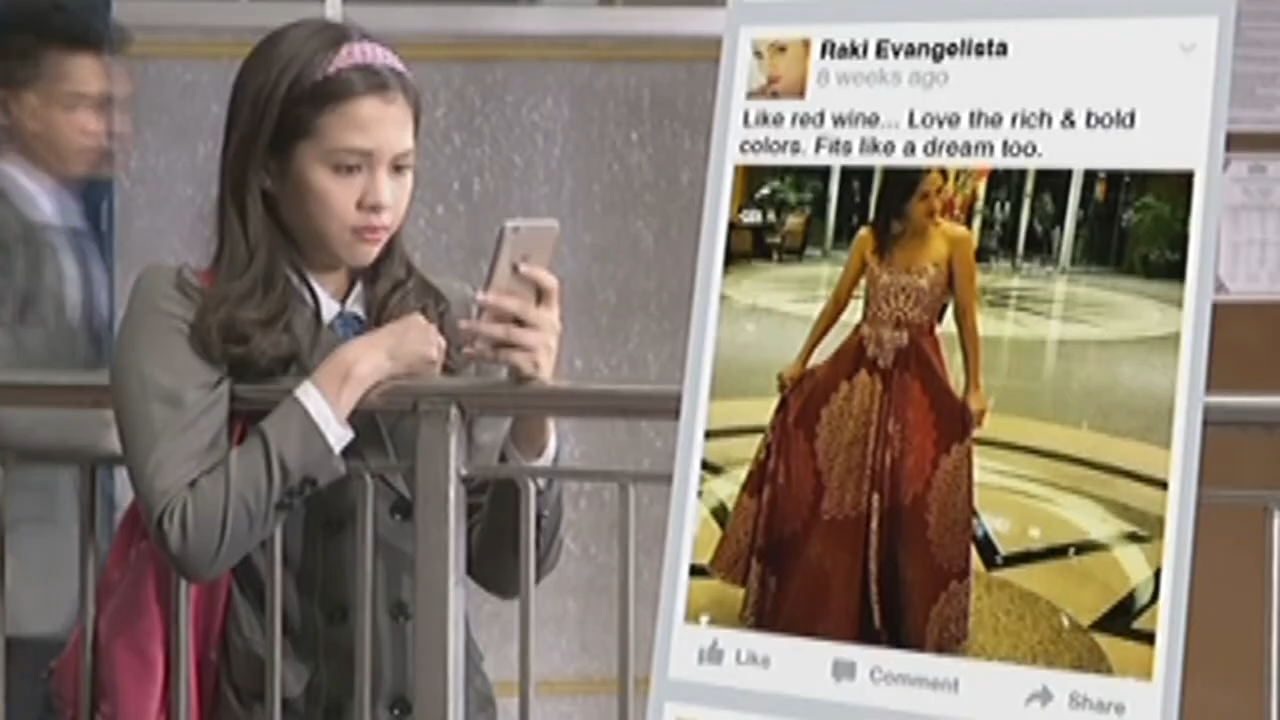 Raki Evangelista
8 weeks ago
Like red wine... Love the rich & bold
colors. Fits like a dream too.
Like
Comment
Share